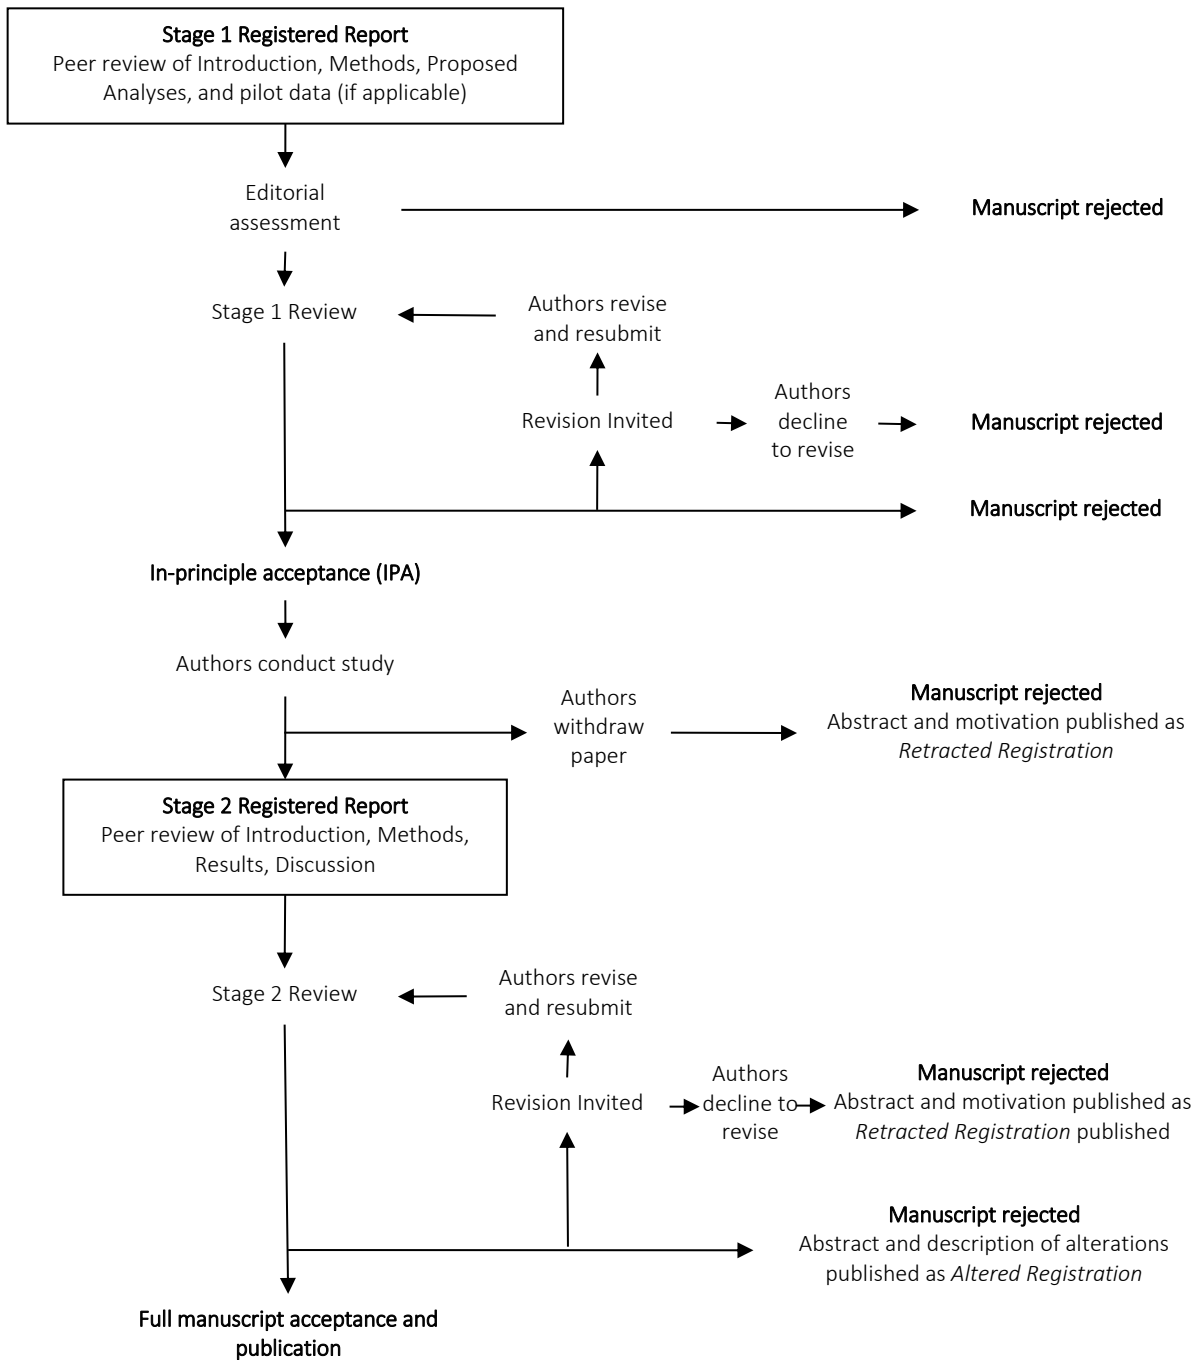 Stage 1 Registered Report
Peer review of Introduction, Methods, Proposed
Analyses, and pilot data (if applicable)
Editorial
assessment
Manuscript rejected
Stage 1 Review
Authors revise
and resubmit
Revision Invited
Authors
decline
to revise
Manuscript rejected
Manuscript rejected
In-principle acceptance (IPA)
Authors conduct study
Authors
withdraw
paper
Manuscript rejected
Abstract and motivation published as
Retracted Registration
Stage 2 Registered Report
Peer review of Introduction, Methods,
Results, Discussion
Stage 2 Review
Authors revise
and resubmit
Revision Invited
Authors
decline to
revise
Manuscript rejected
Abstract and motivation published as
Retracted Registration published
Manuscript rejected
Abstract and description of alterations
published as Altered Registration
Full manuscript acceptance and
publication